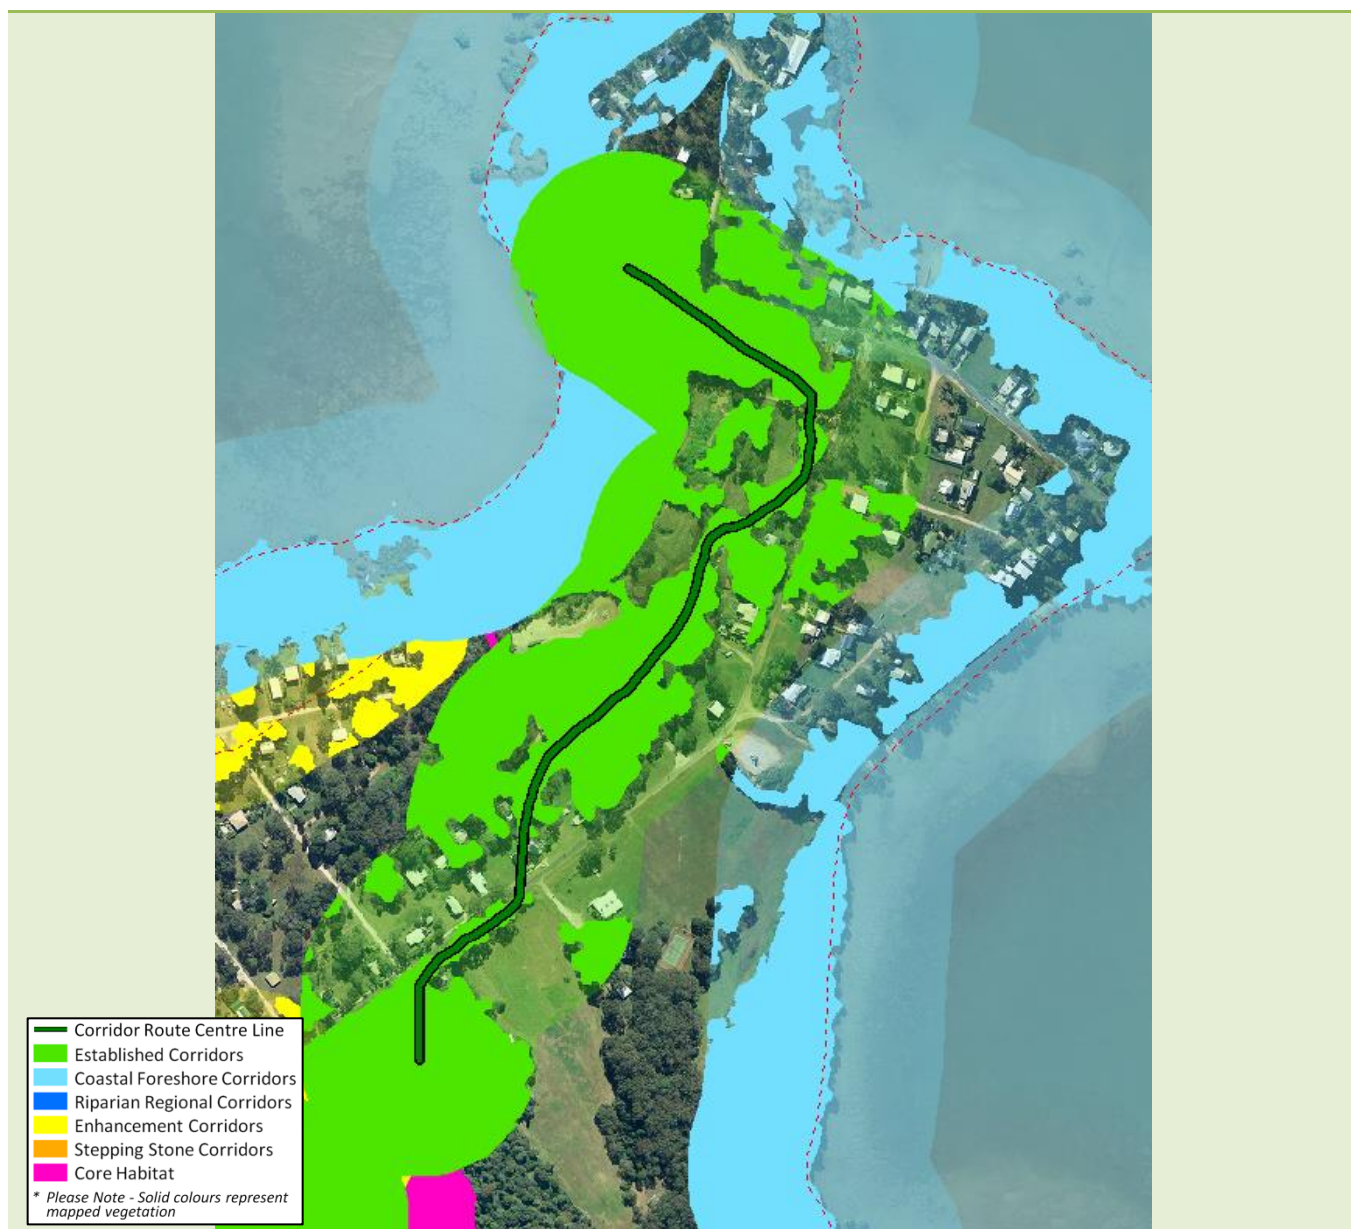 Corridor Route Centre Line
Established Corridors
Coastal Foreshore Corridors
Riparian Regional Corridors
Enhancement Corridors
Stepping Stone Corridors
Core Habitat
* Please Note - Solid colours represent
mapped vegetation